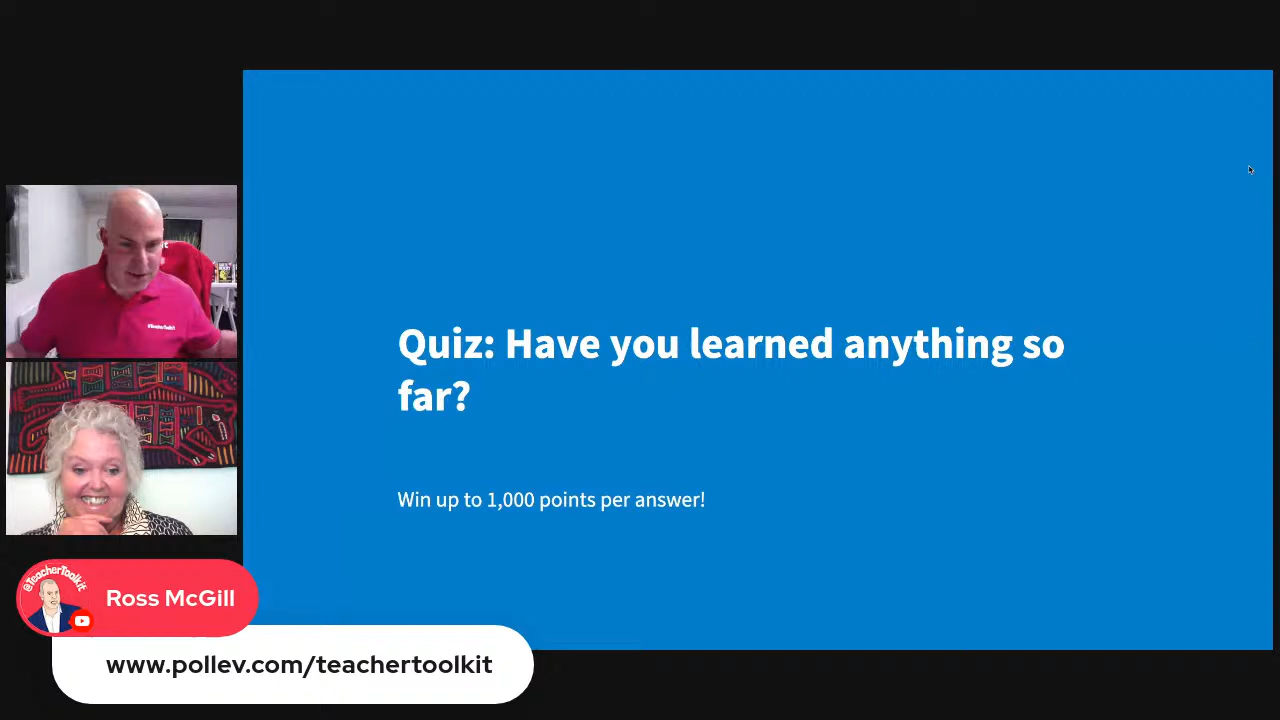 Quiz: Have you learned anything so
far?
Win up to 1,000 points per answer!
@TeacherToolkit
Ross McGill
www.pollev.com/teachertoolkit